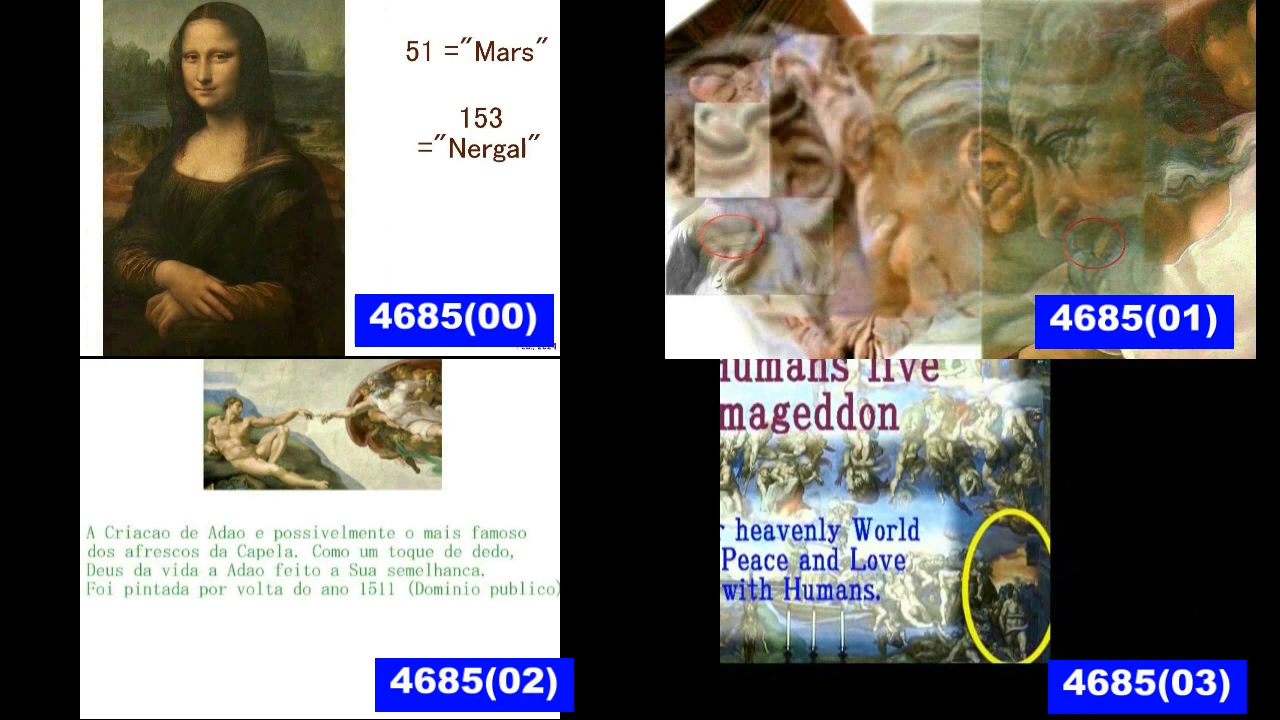 51 ="Mars"
153
="Nergal"
4685(00)
4685(01)
A Criacao de Adao e possivelmente o mais famoso
dos afrescos da Capela. Como um toque de dedo,
Deus da vida a Adao feito a Sua semelhanca.
Foi pintada por volta do ano 1511 (Dominio publico)
4685(02)
umans live
mageddon
heavenly World
Peace and Love
with Humans.
4685(03)